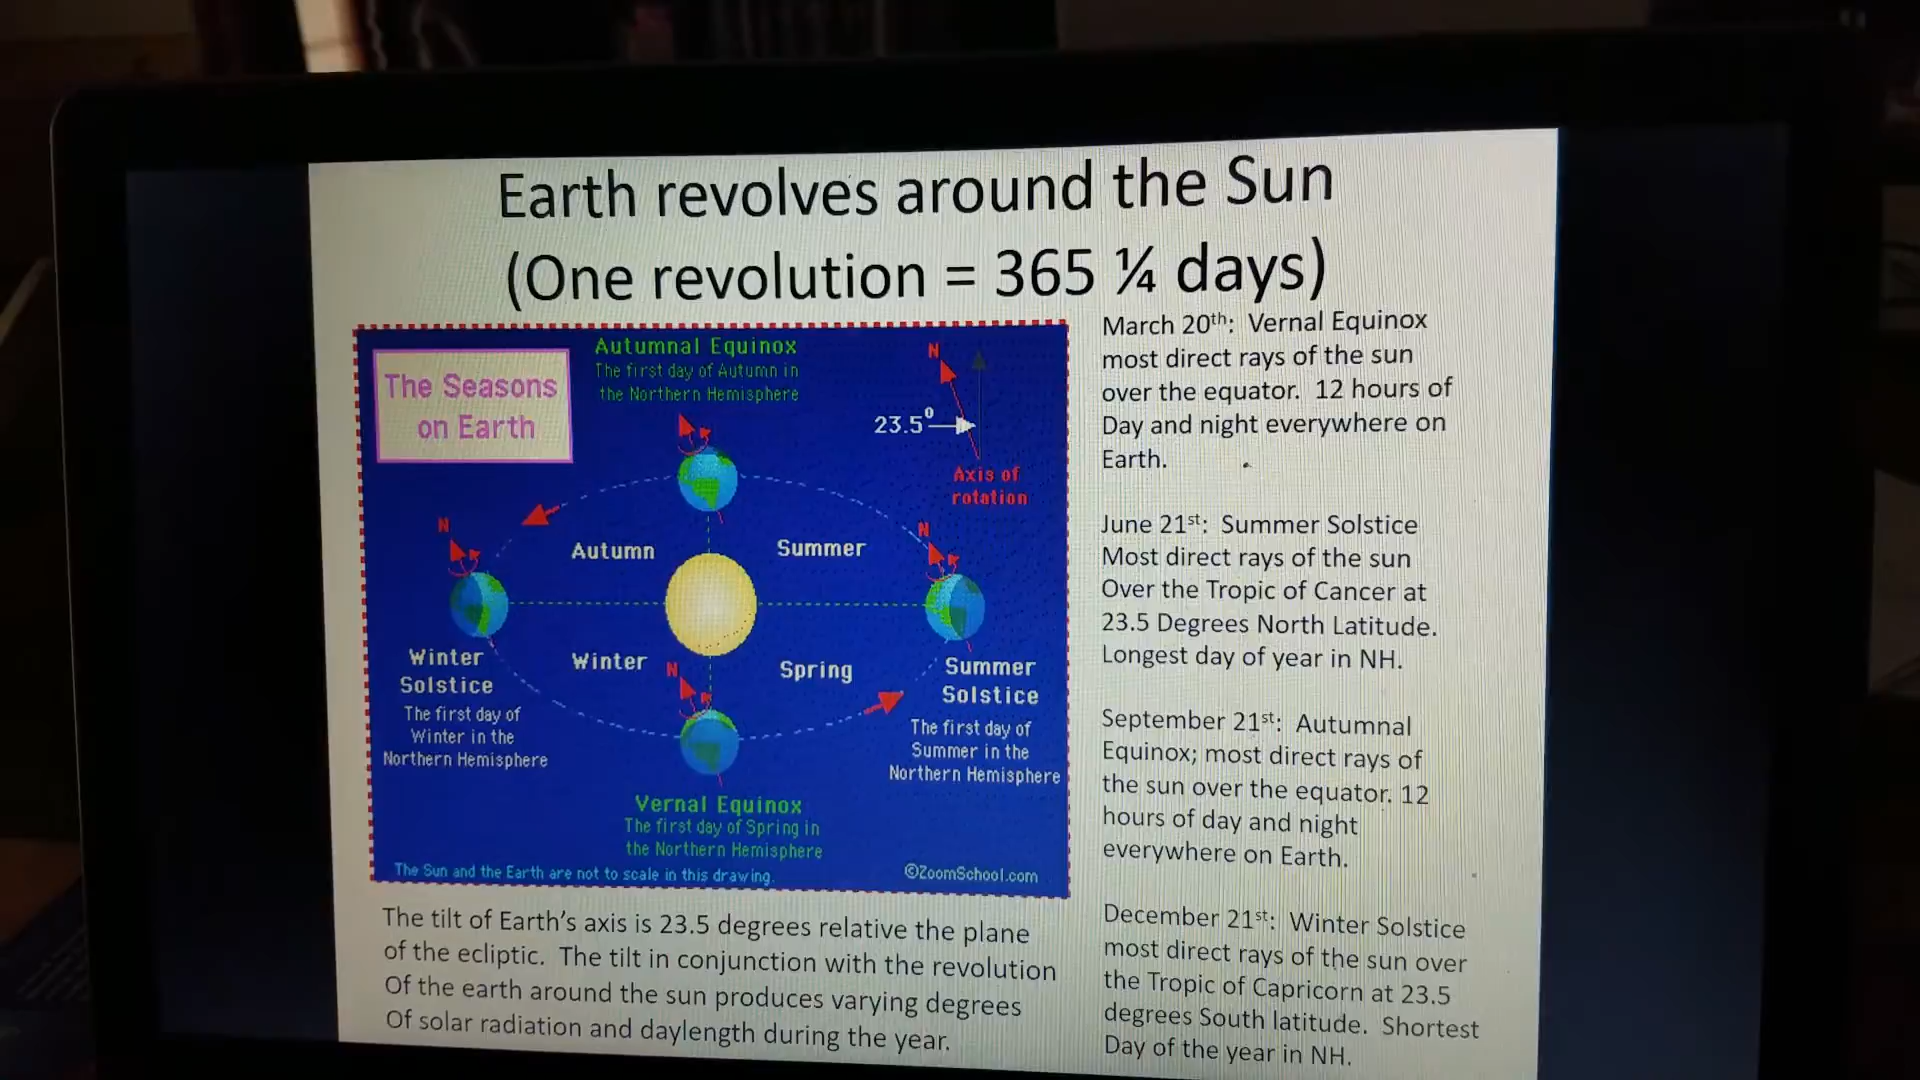 Earth revolves around the Sun
(One revolution = 365 ¼ days)
The Seasons
on Earth
Autumnal Equinox
The first day of Autumn in
the Northern Hemisphere
N
23.5⁰
Axis of
rotation
N
N
Autumn
Summer
Winter
Spring
N
Winter
Solstice
The first day of
Winter in the
Northern Hemisphere
Summer
Solstice
The first day of
Summer in the
Northern Hemisphere
Vernal Equinox
The first day of Spring in
the Northern Hemisphere
The Sun and the Earth are not to scale in this drawing.
©ZoomSchool.com
The tilt of Earth's axis is 23.5 degrees relative the plane
of the ecliptic. The tilt in conjunction with the revolution
Of the earth around the sun produces varying degrees
Of solar radiation and daylength during the year.
March 20th: Vernal Equinox
most direct rays of the sun
over the equator. 12 hours of
Day and night everywhere on
Earth.
June 21st: Summer Solstice
Most direct rays of the sun
Over the Tropic of Cancer at
23.5 Degrees North Latitude.
Longest day of year in NH.
September 21st: Autumnal
Equinox; most direct rays of
the sun over the equator. 12
hours of day and night
everywhere on Earth.
December 21st: Winter Solstice
most direct rays of the sun over
the Tropic of Capricorn at 23.5
degrees South latitude. Shortest
Day of the year in NH.